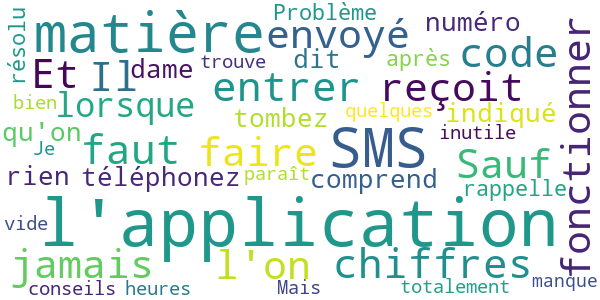 Problème
résolu
matière
envoyé
numéro
Et
Il
dame
trouve
dit
après
code
fonctionner
bien
lorsque
entrer
reçoit
qu'on
tombez
quelques
indiqué
Je
faut
faire
SMS
inutile
Sauf
rien
téléphonez
paraît
comprend
rappelle
vide
l'application
jamais
l'on
chiffres
conseils
heures
Mais
totalement
manque